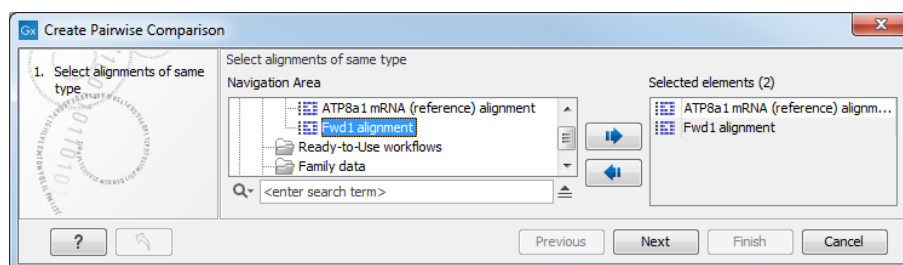 Gx Create Pairwise Comparison
1. Select alignments of same
type
Select alignments of same type
Navigation Area
ATP8a1 mRNA (reference) alignment
Fwd1 alignment
Ready-to-Use workflows
Family data
<enter search term>
Selected elements (2)
ATP8a1 mRNA (reference) alignm...
Fwd1 alignment
?
Previous
Next
Finish
Cancel